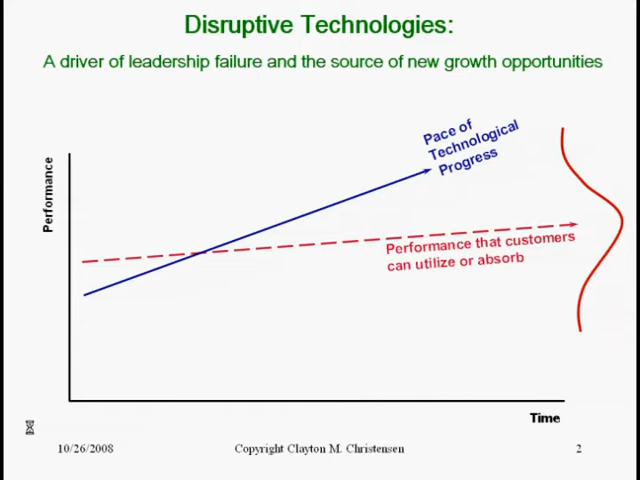 Disruptive Technologies:
A driver of leadership failure and the source of new growth opportunities
Pace of
Technological
Progress
Performance
Performance that customers
can utilize or absorb
Time
10/26/2008
Copyright Clayton M. Christensen
2